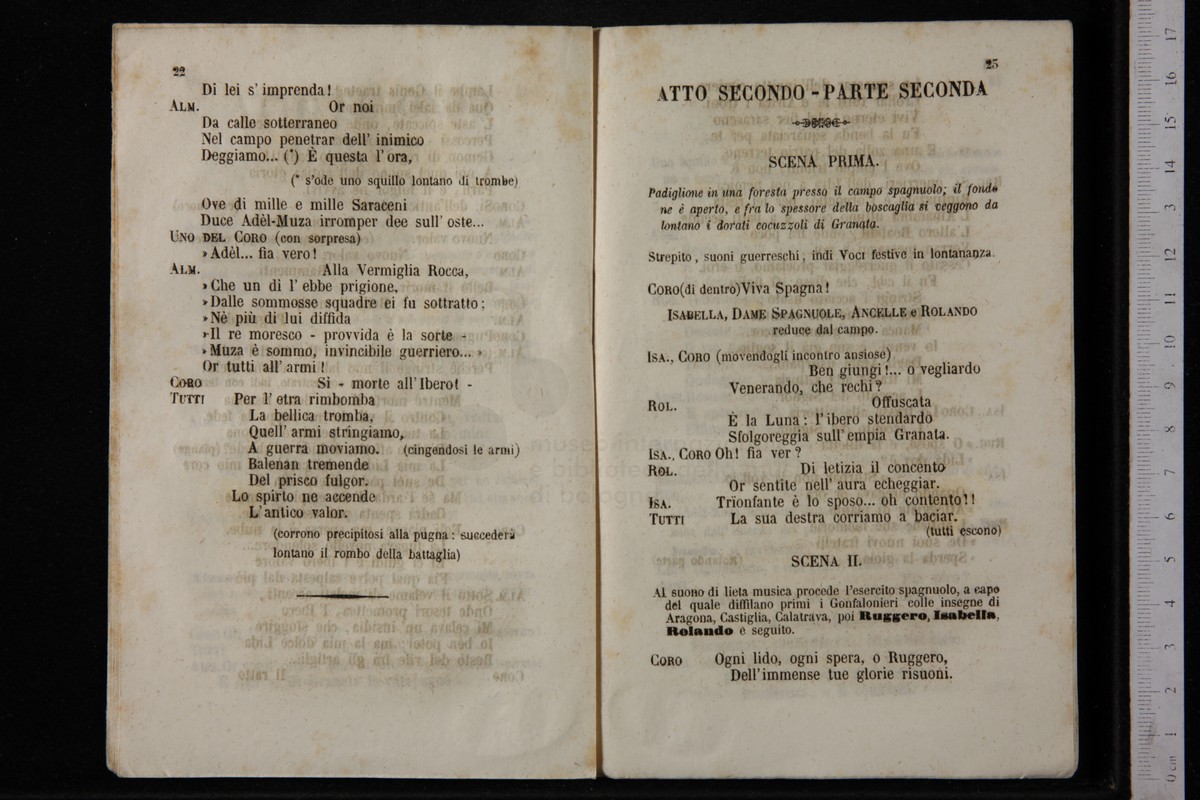 22
Di lei s' imprenda!
ALM. Or noi
Da calle sotterraneo
Nel campo penetrar dell' inimico
Deggiamo... (*) È questa l' ora,
(* s'ode uno squillo lontano di trombe)
Ove di mille e mille Saraceni
Duce Adèl-Muza irromper dee sull' oste...
UNO DEL CORO (con sorpresa)
» Adèl... fia vero!
ALM. Alla Vermiglia Rocca,
» Che un dì l' ebbe prigione,
» Dalle sommosse squadre ei fu sottratto;
» Nè più di lui diffida
» Il re moresco - provvida è la sorte -
» Muza è sommo, invincibile guerriero... »
Or tutti all' armi!
CORO Si - morte all' Ibero! -
TUTTI Per l' etra rimbomba
La bellica tromba,
Quell' armi stringiamo,
A guerra moviamo. (cingendosi le armi)
Balenan tremende
Del prisco fulgor.
Lo spirto ne accende
L' antico valor.
(corrono precipitosi alla pugna: succederà
lontano il rombo della battaglia)
23
ATTO SECONDO - PARTE SECONDA
SCENA PRIMA.
Padiglione in una foresta presso il campo spagnuolo; il fondo
ne è aperto, e fra lo spessore della boscaglia si veggono da
lontano i dorati cocuzzoli di Granata.
Strepito, suoni guerreschi, indi Voci festive in lontananza.
CORO (di dentro) Viva Spagna!
ISABELLA, DAME SPAGNUOLE, ANCELLE e ROLANDO
reduce dal campo.
ISA., CORO (movendogli incontro ansiose)
Ben giungi!... o vegliardo
Venerando, che rechi?
ROL. Offuscata
È la Luna: l' ibero stendardo
Sfolgoreggia sull' empia Granata.
ISA., CORO Oh! fia ver?
ROL. Di letizia il concento
Or sentite nell' aura echeggiar.
ISA. Trïonfante è lo sposo... oh contento!!
TUTTI La sua destra corriamo a baciar.
(tutti escono)
SCENA II.
Al suono di lieta musica procede l'esercito spagnuolo, a capo
del quale diffilano primi i Gonfalonieri colle insegne di
Aragona, Castiglia, Calatrava, poi Ruggero, Isabella,
Rolando e seguito.
CORO Ogni lido, ogni spera, o Ruggero,
Dell' immense tue glorie risuoni.